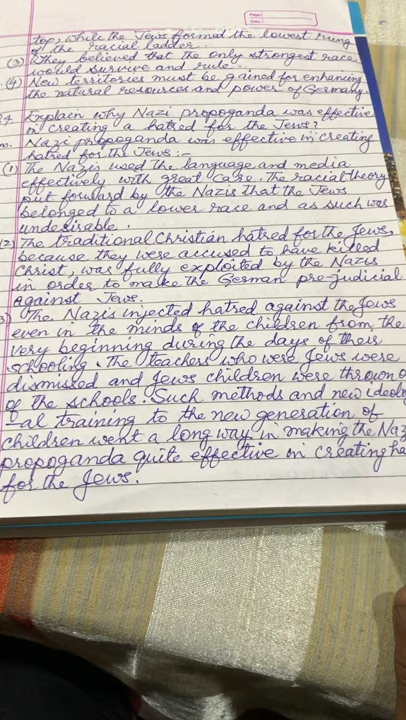 top, while the Jews formed the lowest rung
of the racial ladder.
(3) They believed that the only strongest race
would survive and rule.
(4) New territories must be gained for enhancing
the natural resources and power of Germany.
Explain why Nazi propoganda was effective
in creating a hatred for the Jews?
Nazi propoganda was effective in creating
hatred for the Jews:-
(1) The Nazis used the language and media
effectively with great care. The racial theory
put forward by the Nazis that the Jews
belonged to a lower race and as such was
undesirable.
(2) The traditional Christian hatred for the Jews,
because they were accused to have killed
Christ, was fully exploited by the Nazis
in order to make the German pre-judicial
against Jews.
The Nazis injected hatred against the Jews
even in the minds of the children from the
very beginning during the days of their
schooling. The teachers who were Jews were
dismissed and Jews children were thrown o
of the schools. Such methods and new ideolo
al training to the new generation of
children went a long way in making the Naz
propoganda quite effective in creating ha
for the Jews.